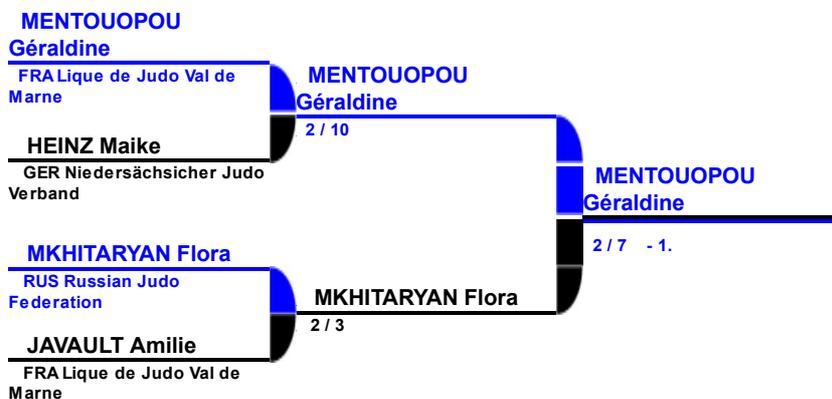 MENTOUOPOU
Géraldine
FRA Lique de Judo Val de
Marne
HEINZ Maike
GER Niedersächsicher Judo
Verband
MKHITARYAN Flora
RUS Russian Judo
Federation
JAVAULT Amilie
FRA Lique de Judo Val de
Marne
MENTOUOPOU
Géraldine
2 / 10
MKHITARYAN Flora
2 / 3
MENTOUOPOU
Géraldine
2 / 7 - 1.